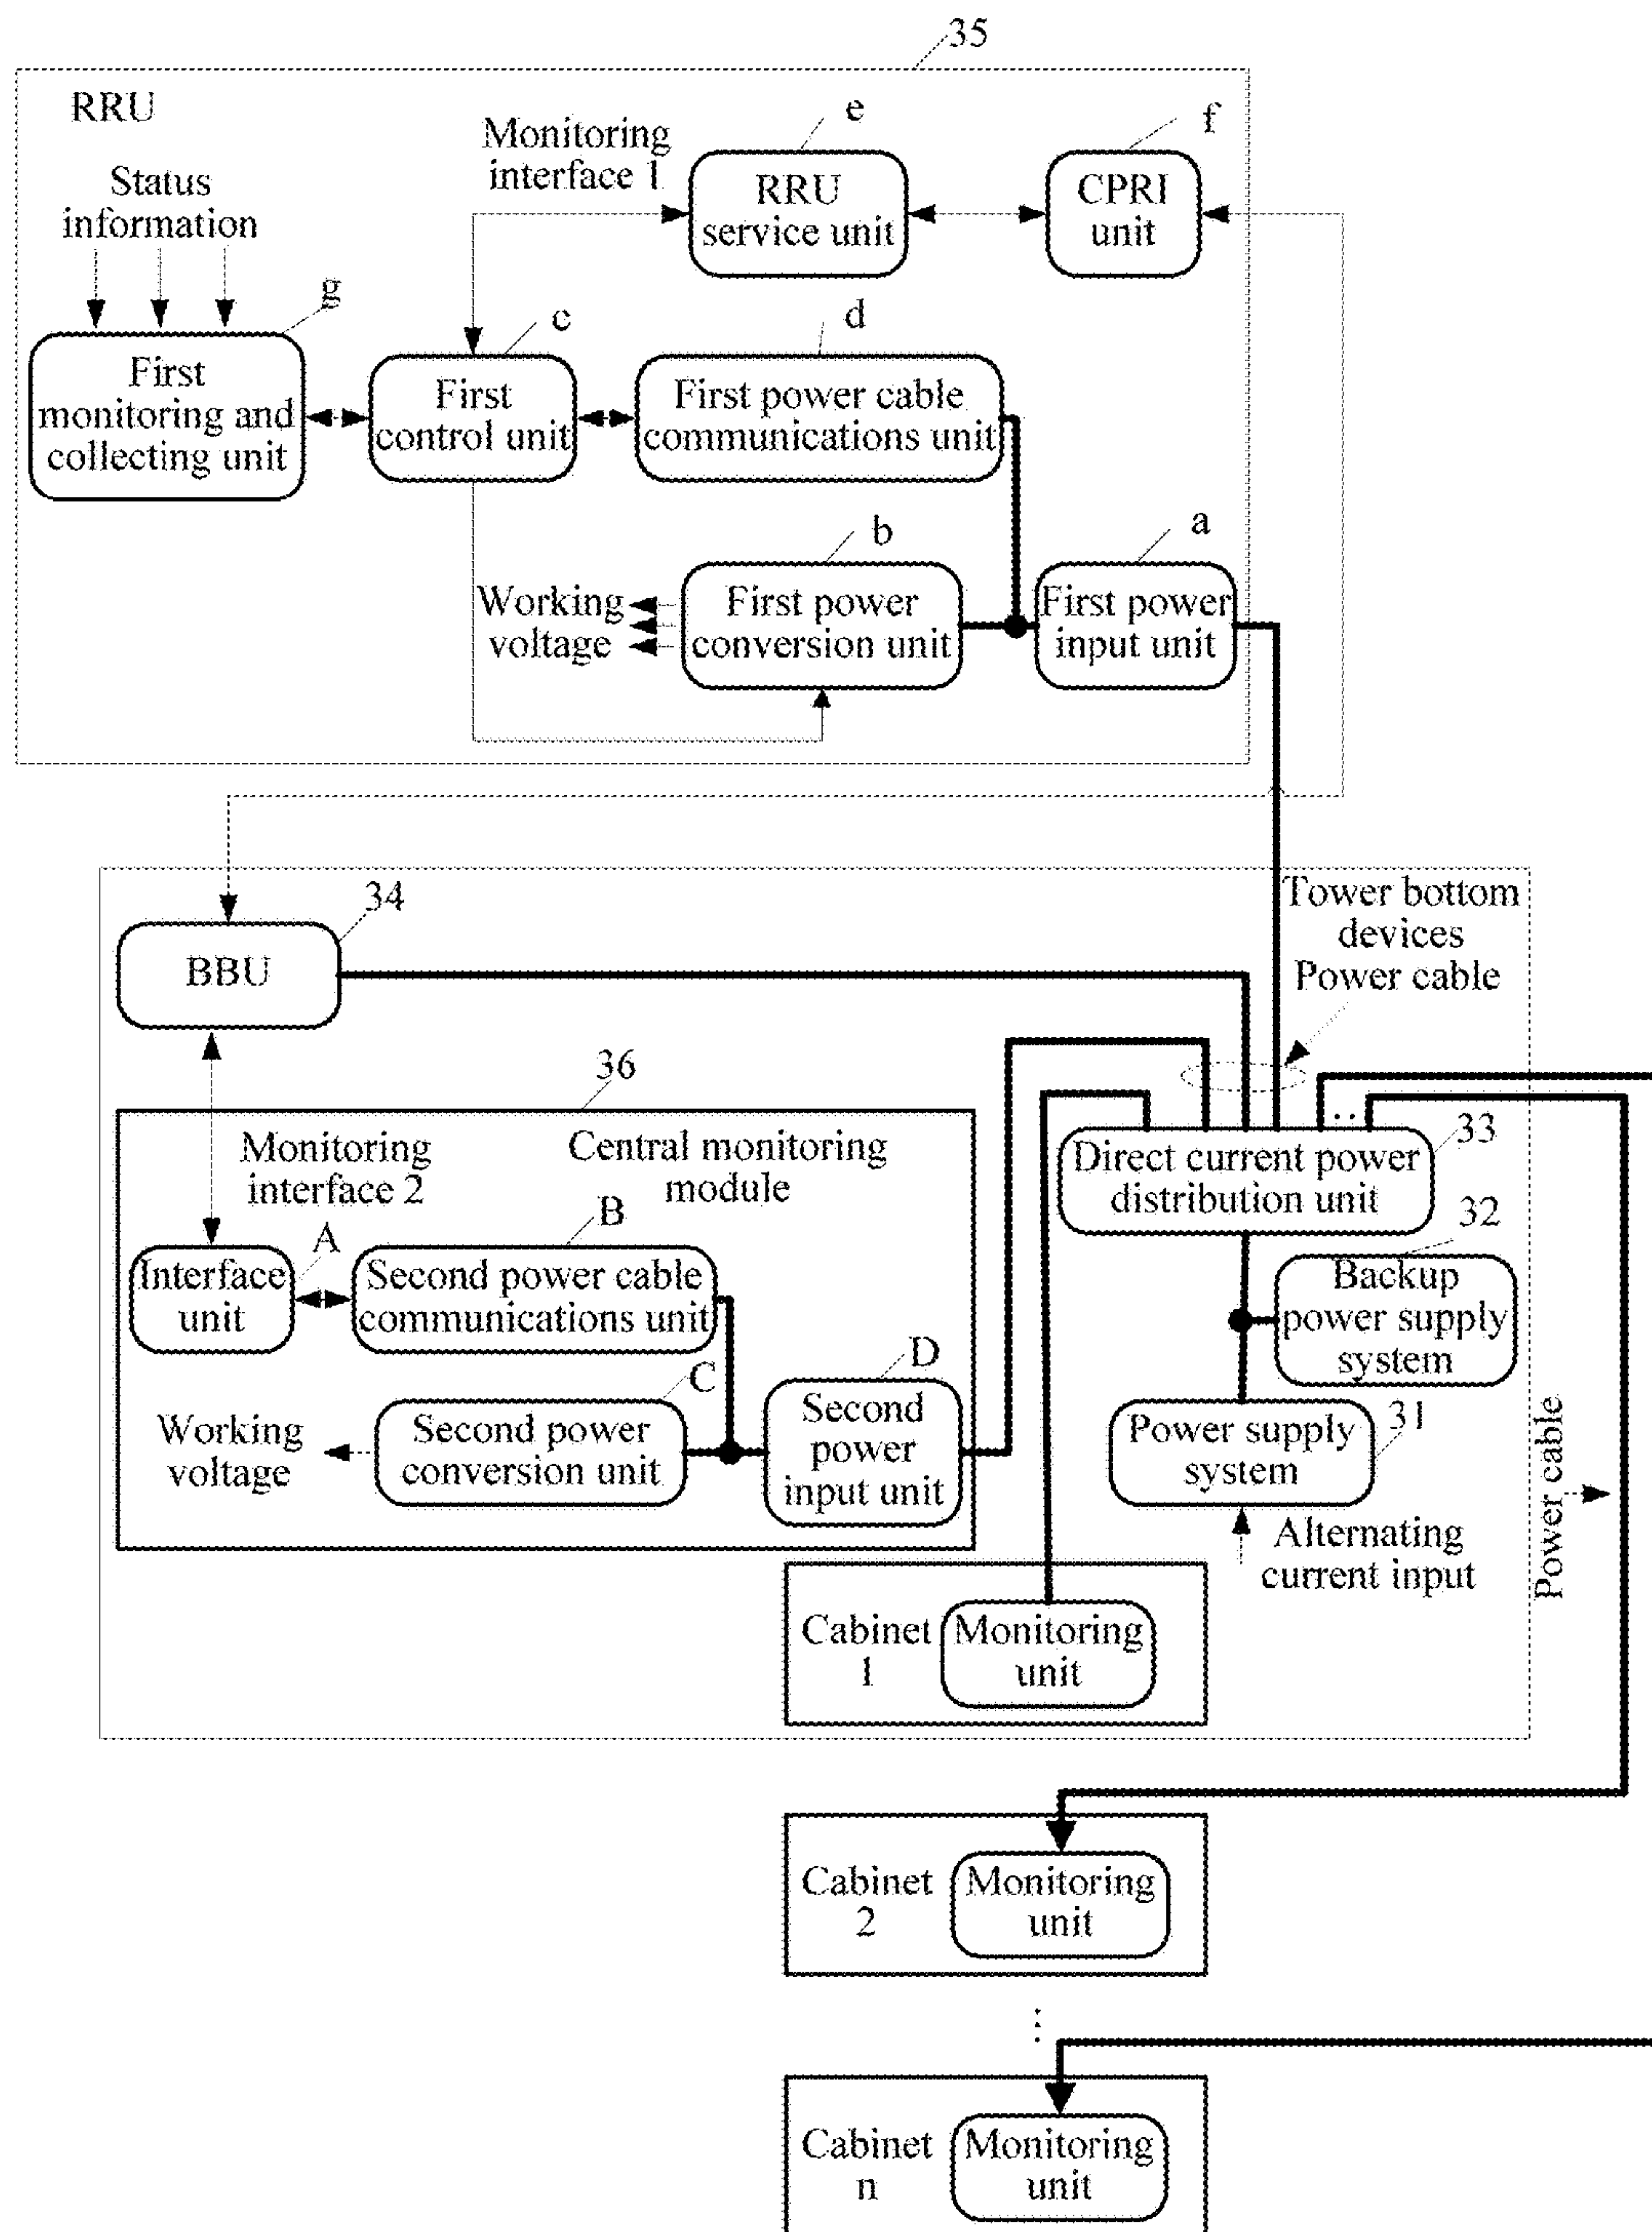 35
RRU
Monitoring
interface 1
e
f
Status
information
RRU
service unit
CPRI
unit
g
c
d
First
monitoring and
collecting unit
First
control unit
First power cable
communications unit
b
a
Working
voltage
First power
conversion unit
First power
input unit
34
BBU
Tower bottom
devices
Power cable
36
Monitoring
interface 2
Central monitoring
module
...
33
Direct current power
distribution unit
A
B
32
Interface
unit
Second power cable
communications unit
Backup
power supply
system
C
D
Working
voltage
Second power
conversion unit
Second
power
input unit
31
Power supply
system
Power cable
Alternating
current input
Cabinet
1
Monitoring
unit
Cabinet
2
Monitoring
unit
...
Cabinet
n
Monitoring
unit